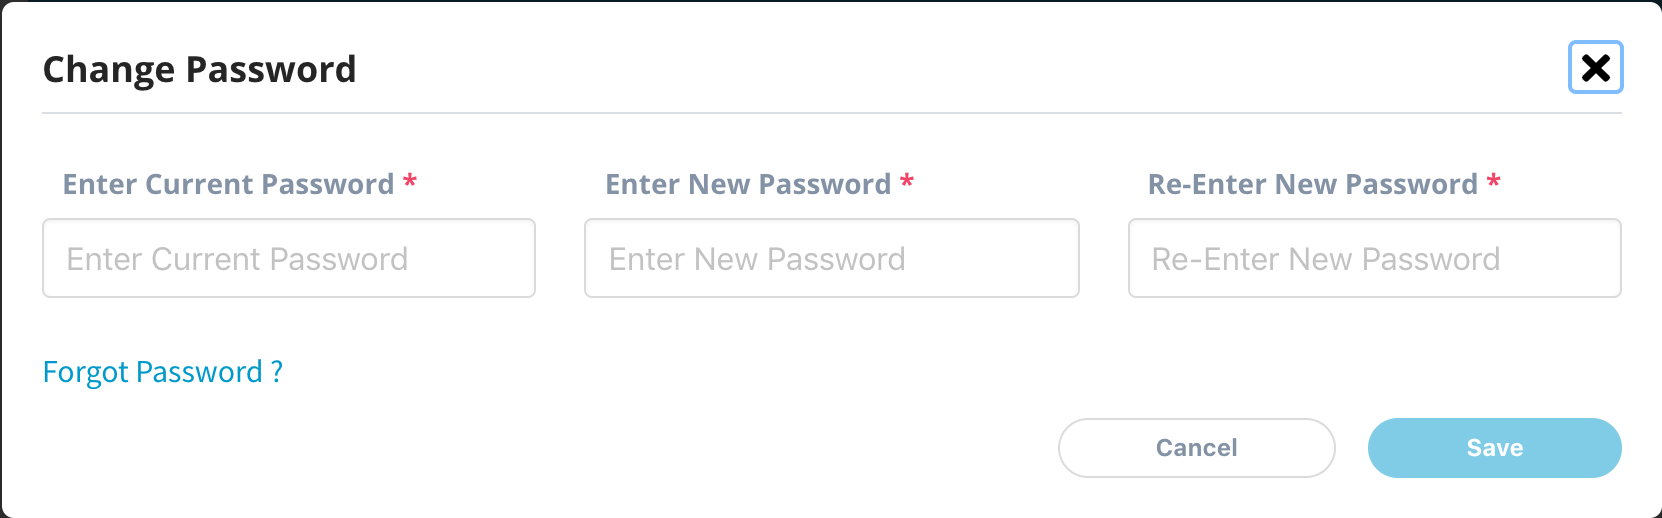 Change Password
Enter Current Password *
Enter New Password *
Re-Enter New Password *
Enter Current Password
Enter New Password
Re-Enter New Password
Forgot Password ?
Cancel
Save